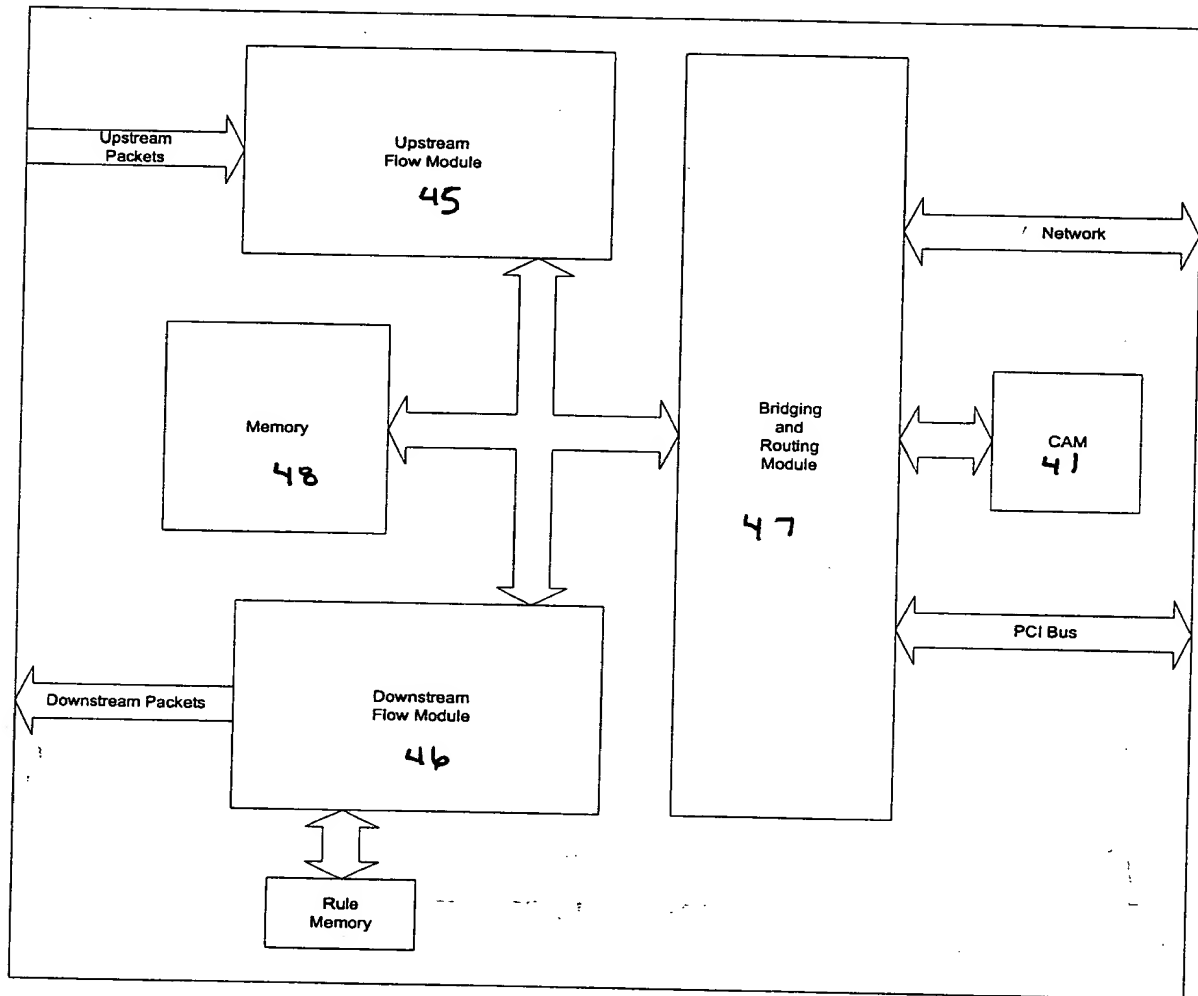 Upstream
Packets
Upstream
Flow Module
45
Network
Memory
48
Bridging
and
Routing
Module
47
CAM
41
PCI Bus
Downstream Packets
Downstream
Flow Module
46
Rule
Memory